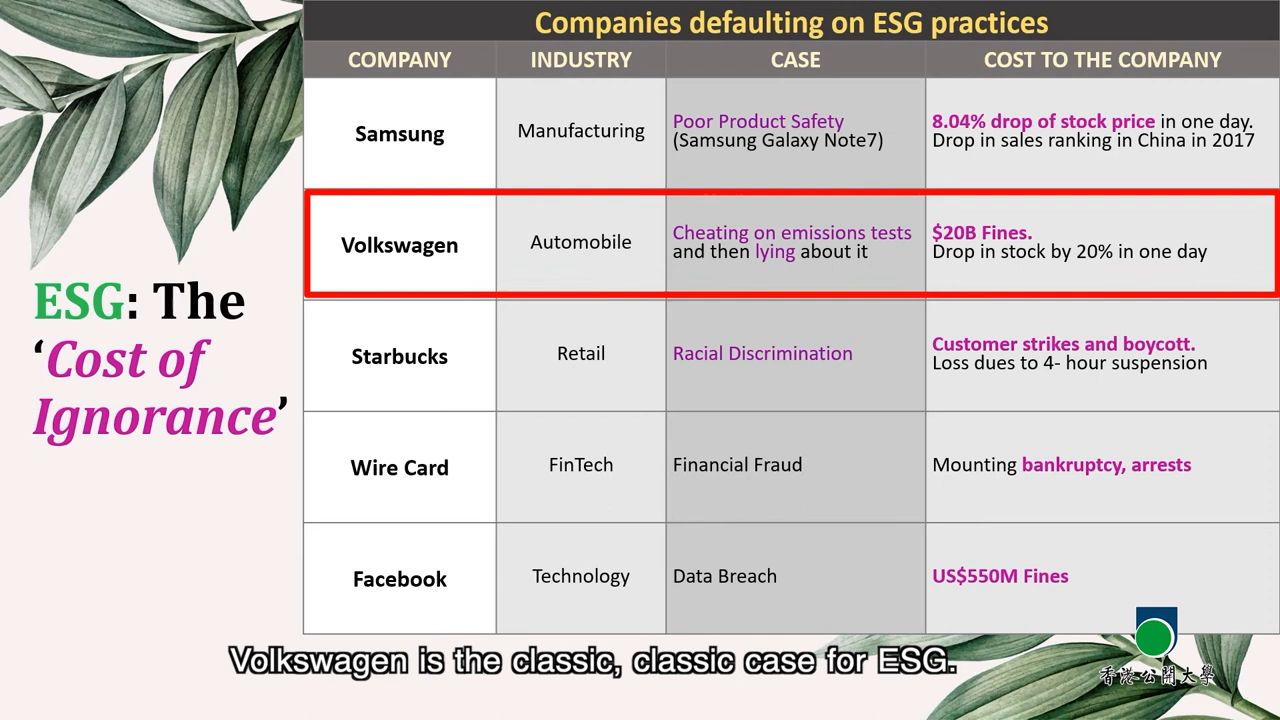 Companies defaulting on ESG practices
COMPANY INDUSTRY CASE COST TO THE COMPANY
Samsung
Manufacturing
Poor Product Safety
(Samsung Galaxy Note7)
8.04% drop of stock price in one day.
Drop in sales ranking in China in 2017
Volkswagen
Automobile
Cheating on emissions tests
and then lying about it
$20B Fines.
Drop in stock by 20% in one day
Starbucks
Retail
Racial Discrimination
Customer strikes and boycott.
Loss dues to 4- hour suspension
Wire Card
FinTech
Financial Fraud
Mounting bankruptcy, arrests
Facebook
Technology
Data Breach
US$550M Fines
ESG: The
‘Cost of
Ignorance’
Volkswagen is the classic, classic case for ESG.
香港公開大學